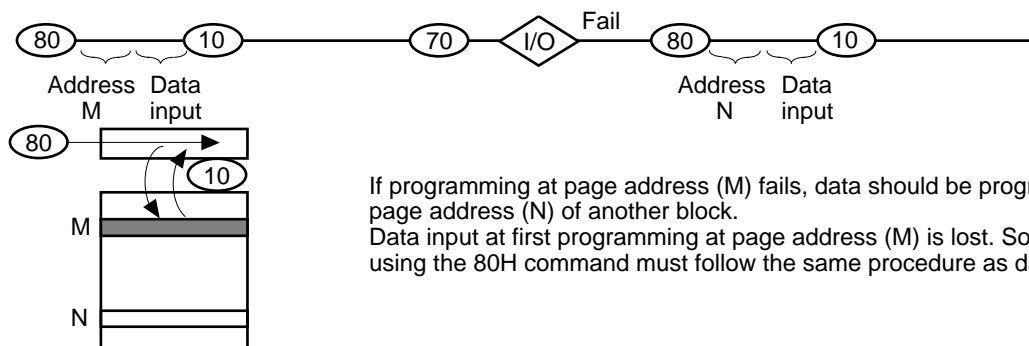 80 10 70 I/O Fail 80 10
Address Data Address Data
M input N input
80
10
If programming at page address (M) fails, data should be
M page address (N) of another block.
Data input at first programming at page address (M) is lost. So
using the 80H command must follow the same procedure as
N